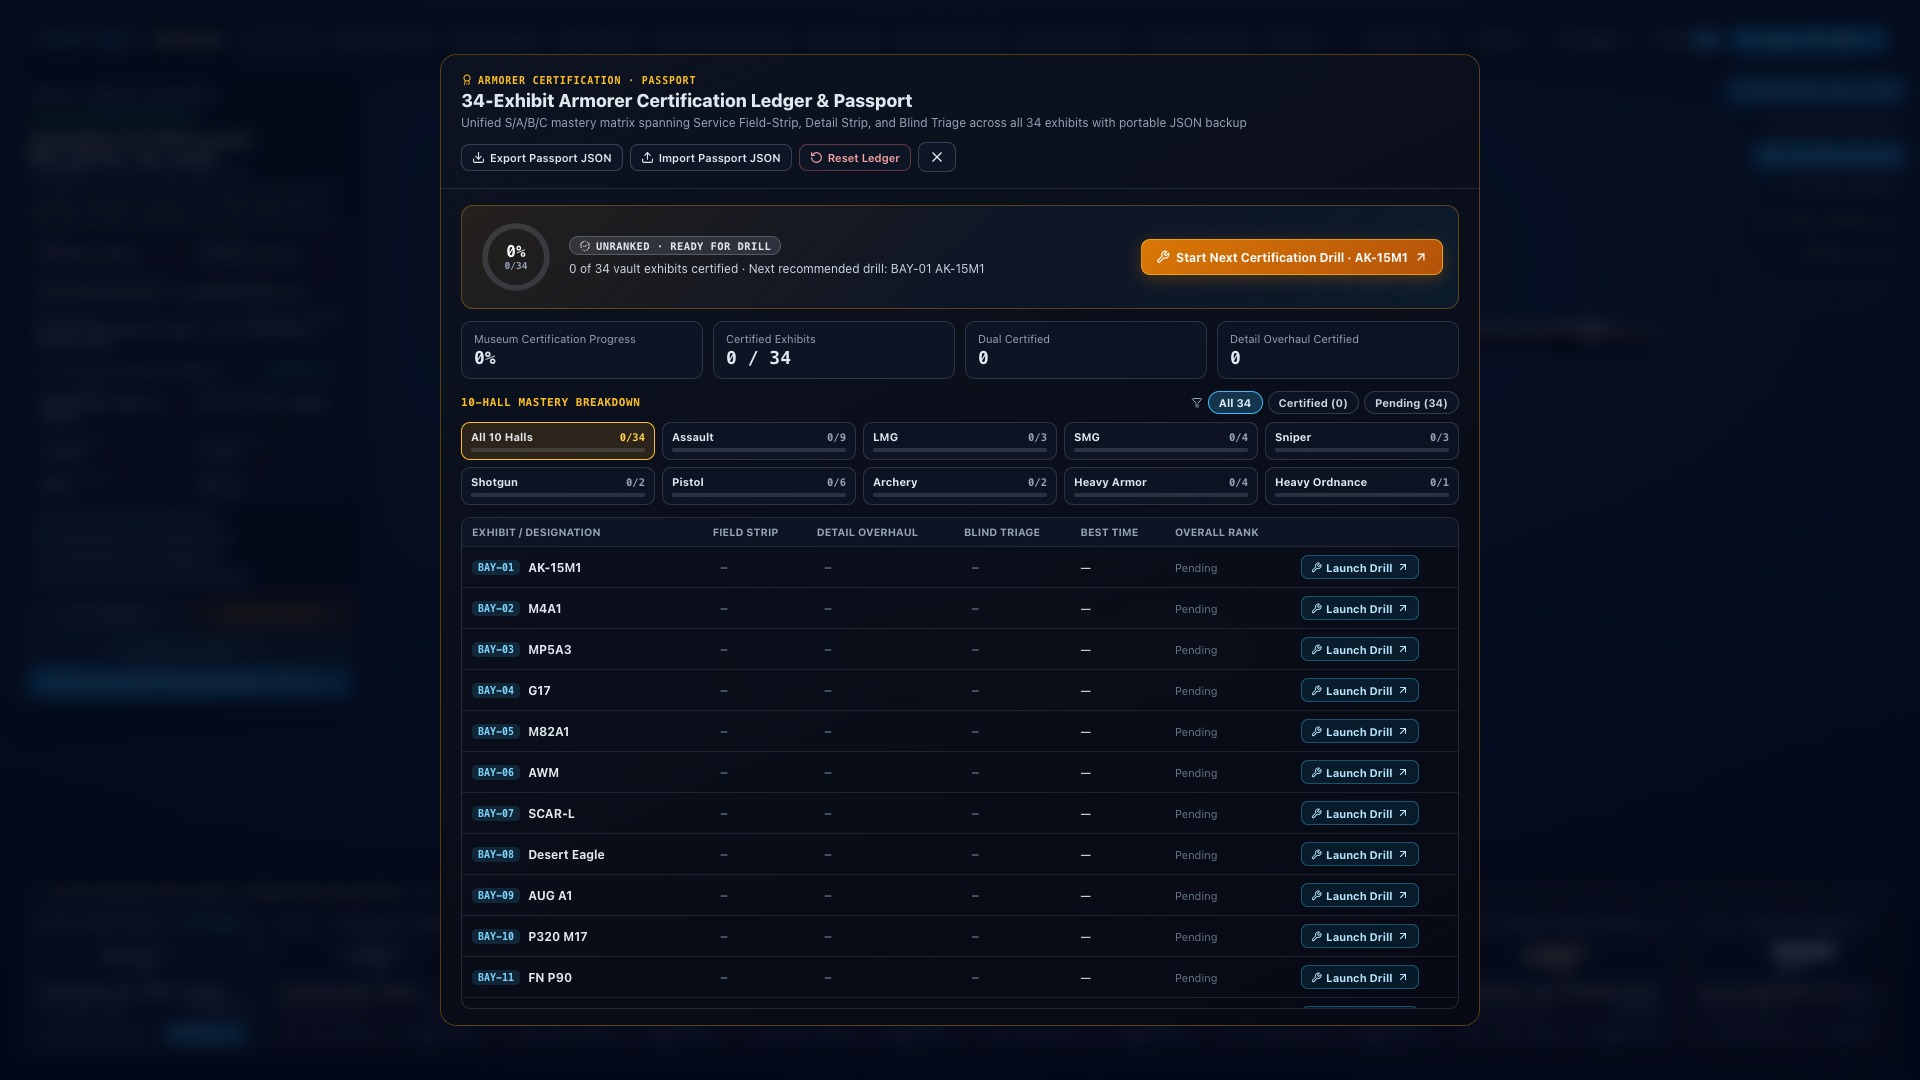 ARMORER CERTIFICATION · PASSPORT
34-Exhibit Armorer Certification Ledger & Passport
Unified S/A/B/C mastery matrix spanning Service Field-Strip, Detail Strip, and Blind Triage across all 34 exhibits with portable JSON backup
Export Passport JSON Import Passport JSON Reset Ledger
0%
0/34
UNRANKED · READY FOR DRILL
0 of 34 vault exhibits certified · Next recommended drill: BAY-01 AK-15M1
Start Next Certification Drill · AK-15M1
Museum Certification Progress
0%
Certified Exhibits
0 / 34
Dual Certified
0
Detail Overhaul Certified
0
10-HALL MASTERY BREAKDOWN
All 34 Certified (0) Pending (34)
All 10 Halls 0/34 Assault 0/9 LMG 0/3 SMG 0/4 Sniper 0/3
Shotgun 0/2 Pistol 0/6 Archery 0/2 Heavy Armor 0/4 Heavy Ordnance 0/1
EXHIBIT / DESIGNATION FIELD STRIP DETAIL OVERHAUL BLIND TRIAGE BEST TIME OVERALL RANK
BAY-01 AK-15M1 — — — — Pending Launch Drill
BAY-02 M4A1 — — — — Pending Launch Drill
BAY-03 MP5A3 — — — — Pending Launch Drill
BAY-04 G17 — — — — Pending Launch Drill
BAY-05 M82A1 — — — — Pending Launch Drill
BAY-06 AWM — — — — Pending Launch Drill
BAY-07 SCAR-L — — — — Pending Launch Drill
BAY-08 Desert Eagle — — — — Pending Launch Drill
BAY-09 AUG A1 — — — — Pending Launch Drill
BAY-10 P320 M17 — — — — Pending Launch Drill
BAY-11 FN P90 — — — — Pending Launch Drill